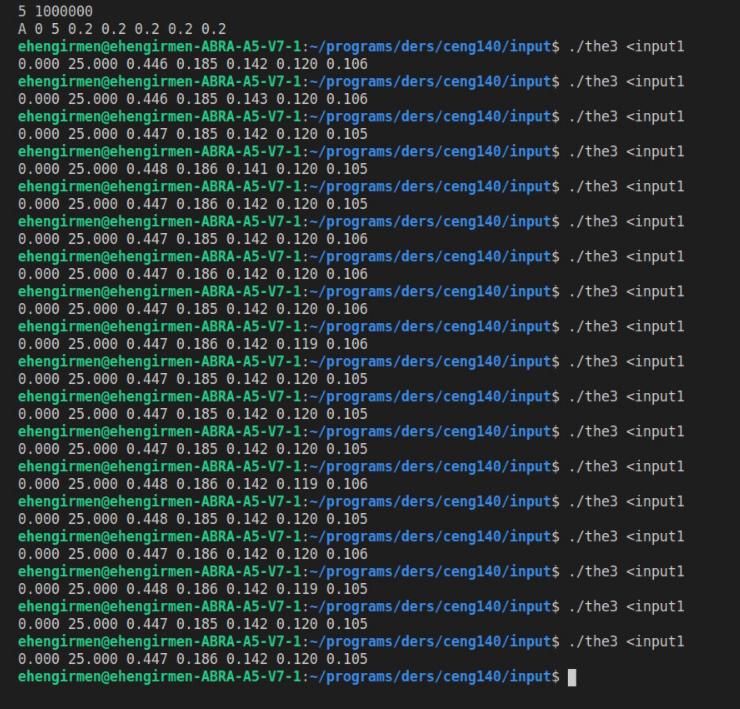 5 1000000
A 0 5 0.2 0.2 0.2 0.2 0.2
ehengirmen@ehengirmen-ABRA-A5-V7-1:~/programs/ders/ceng140/input$ ./the3 <input1
0.000 25.000 0.446 0.185 0.142 0.120 0.106
ehengirmen@ehengirmen-ABRA-A5-V7-1:~/programs/ders/ceng140/input$ ./the3 <input1
0.000 25.000 0.446 0.185 0.143 0.120 0.106
ehengirmen@ehengirmen-ABRA-A5-V7-1:~/programs/ders/ceng140/input$ ./the3 <input1
0.000 25.000 0.447 0.185 0.142 0.120 0.105
ehengirmen@ehengirmen-ABRA-A5-V7-1:~/programs/ders/ceng140/input$ ./the3 <input1
0.000 25.000 0.448 0.186 0.141 0.120 0.105
ehengirmen@ehengirmen-ABRA-A5-V7-1:~/programs/ders/ceng140/input$ ./the3 <input1
0.000 25.000 0.447 0.186 0.142 0.120 0.105
ehengirmen@ehengirmen-ABRA-A5-V7-1:~/programs/ders/ceng140/input$ ./the3 <input1
0.000 25.000 0.447 0.185 0.142 0.120 0.106
ehengirmen@ehengirmen-ABRA-A5-V7-1:~/programs/ders/ceng140/input$ ./the3 <input1
0.000 25.000 0.447 0.186 0.142 0.120 0.106
ehengirmen@ehengirmen-ABRA-A5-V7-1:~/programs/ders/ceng140/input$ ./the3 <input1
0.000 25.000 0.447 0.185 0.142 0.120 0.106
ehengirmen@ehengirmen-ABRA-A5-V7-1:~/programs/ders/ceng140/input$ ./the3 <input1
0.000 25.000 0.447 0.186 0.142 0.119 0.106
ehengirmen@ehengirmen-ABRA-A5-V7-1:~/programs/ders/ceng140/input$ ./the3 <input1
0.000 25.000 0.447 0.185 0.142 0.120 0.105
ehengirmen@ehengirmen-ABRA-A5-V7-1:~/programs/ders/ceng140/input$ ./the3 <input1
0.000 25.000 0.447 0.185 0.142 0.120 0.105
ehengirmen@ehengirmen-ABRA-A5-V7-1:~/programs/ders/ceng140/input$ ./the3 <input1
0.000 25.000 0.447 0.185 0.142 0.120 0.105
ehengirmen@ehengirmen-ABRA-A5-V7-1:~/programs/ders/ceng140/input$ ./the3 <input1
0.000 25.000 0.448 0.186 0.142 0.119 0.106
ehengirmen@ehengirmen-ABRA-A5-V7-1:~/programs/ders/ceng140/input$ ./the3 <input1
0.000 25.000 0.448 0.185 0.142 0.120 0.105
ehengirmen@ehengirmen-ABRA-A5-V7-1:~/programs/ders/ceng140/input$ ./the3 <input1
0.000 25.000 0.447 0.186 0.142 0.120 0.106
ehengirmen@ehengirmen-ABRA-A5-V7-1:~/programs/ders/ceng140/input$ ./the3 <input1
0.000 25.000 0.448 0.186 0.142 0.119 0.105
ehengirmen@ehengirmen-ABRA-A5-V7-1:~/programs/ders/ceng140/input$ ./the3 <input1
0.000 25.000 0.447 0.185 0.142 0.120 0.105
ehengirmen@ehengirmen-ABRA-A5-V7-1:~/programs/ders/ceng140/input$ ./the3 <input1
0.000 25.000 0.447 0.186 0.142 0.120 0.105
ehengirmen@ehengirmen-ABRA-A5-V7-1:~/programs/ders/ceng140/input$